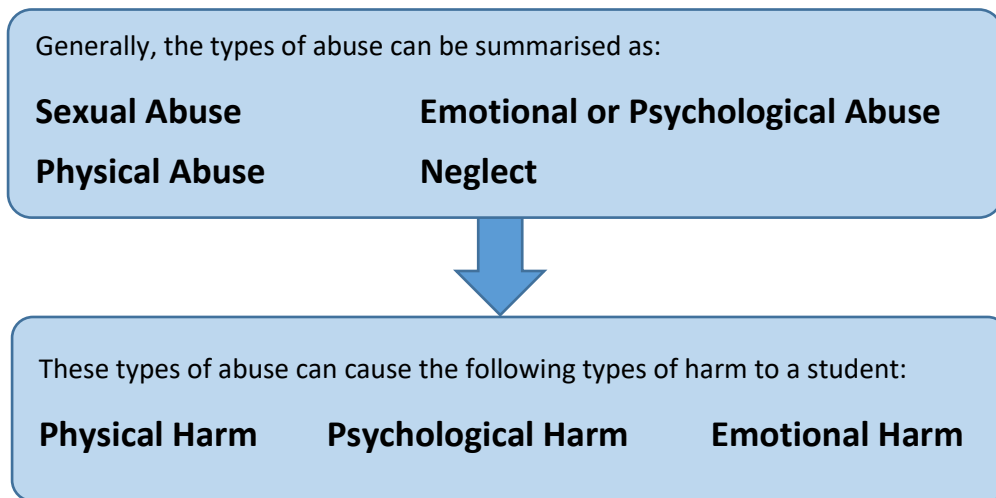 Generally, the types of abuse can be summarised as:
Sexual Abuse Emotional or Psychological Abuse
Physical Abuse Neglect
These types of abuse can cause the following types of harm to a student:
Physical Harm Psychological Harm Emotional Harm